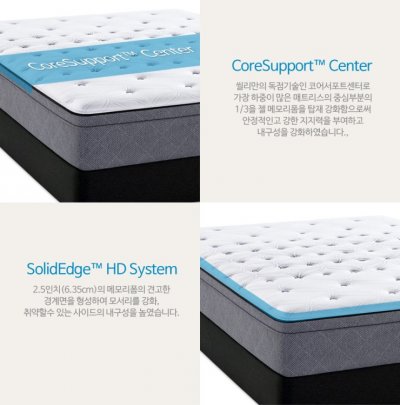 CoreSupport™ Center
CoreSupport™ Center
씰리만의 독점기술인 코어서포트센터로
가장 하중이 많은 매트리스의 중심부분의
1/3을 젤 메모리폼을 탑재 강화함으로써
안정적인고 강한 지지력을 부여하고
내구성을 강화하였습니다.,
SolidEdge™ HD System
2.5인치(6.35cm)의 메모리폼의 견고한
경계면을 형성하여 모서리를 강화,
취약할수 있는 사이드의 내구성을 높였습니다.